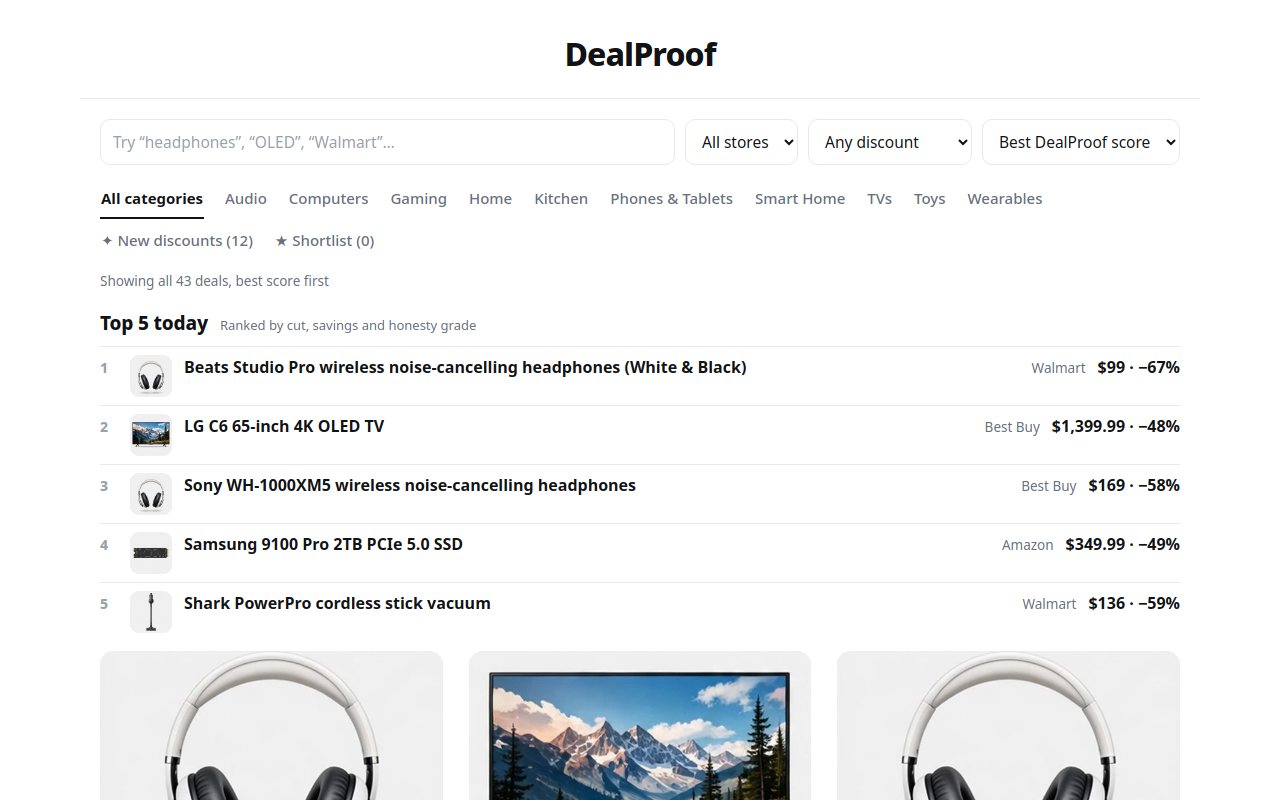 DealProof
Try “headphones”, “OLED”, “Walmart”...
All stores
Any discount
Best DealProof score
All categories Audio Computers Gaming Home Kitchen Phones & Tablets Smart Home TVs Toys Wearables
✦ New discounts (12) ★ Shortlist (0)
Showing all 43 deals, best score first
Top 5 today Ranked by cut, savings and honesty grade
1 Beats Studio Pro wireless noise-cancelling headphones (White & Black) Walmart $99 · −67%
2 LG C6 65-inch 4K OLED TV Best Buy $1,399.99 · −48%
3 Sony WH-1000XM5 wireless noise-cancelling headphones Best Buy $169 · −58%
4 Samsung 9100 Pro 2TB PCIe 5.0 SSD Amazon $349.99 · −49%
5 Shark PowerPro cordless stick vacuum Walmart $136 · −59%